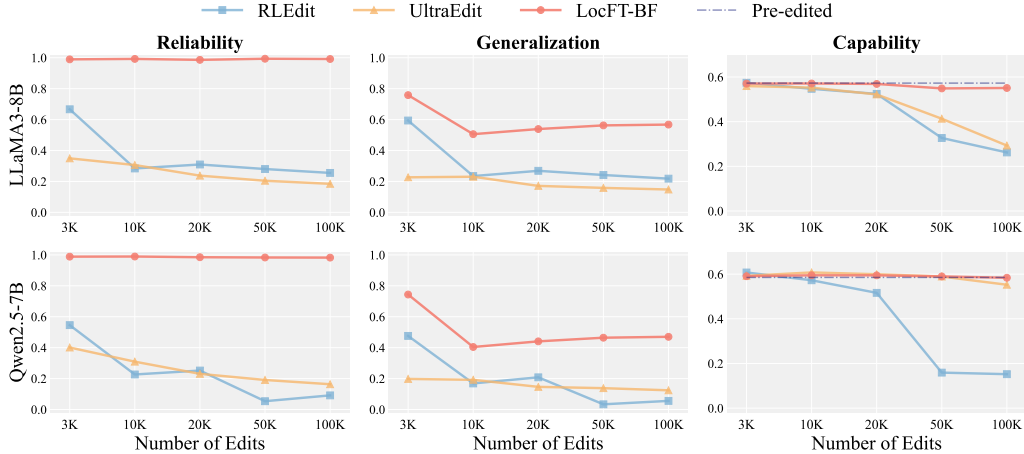 RLEdit UltraEdit LocFT-BF Pre-edited
Reliability Generalization Capability
LLaMA3-8B
1.0
0.8
0.6
0.4
0.2
0.0
3K 10K 20K 50K 100K
1.0
0.8
0.6
0.4
0.2
0.0
3K 10K 20K 50K 100K
0.6
0.4
0.2
0.0
3K 10K 20K 50K 100K
Qwen2.5-7B
1.0
0.8
0.6
0.4
0.2
0.0
3K 10K 20K 50K 100K
Number of Edits
1.0
0.8
0.6
0.4
0.2
0.0
3K 10K 20K 50K 100K
Number of Edits
0.6
0.4
0.2
0.0
3K 10K 20K 50K 100K
Number of Edits